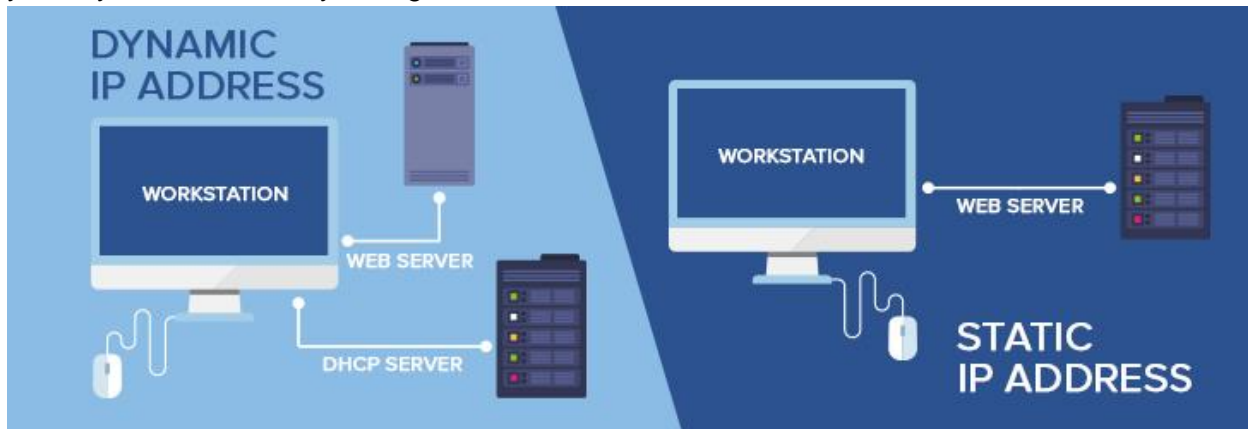 DYNAMIC
IP ADDRESS
WORKSTATION
WEB SERVER
DHCP SERVER
WORKSTATION
WEB SERVER
STATIC
IP ADDRESS